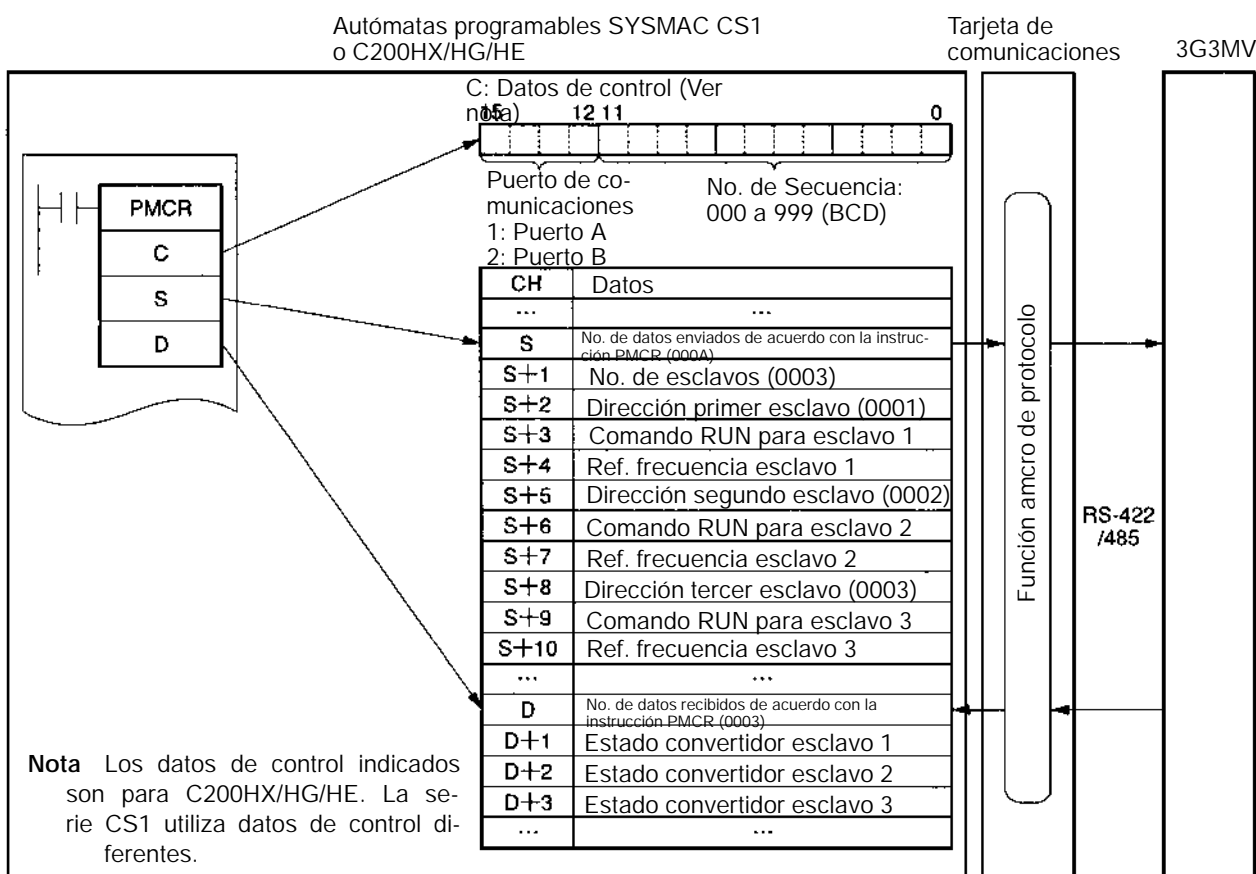 Autómatas programables SYSMAC CS1
o C200HX/HG/HE
Tarjeta de
comunicaciones
3G3MV
C: Datos de control (Ver
nota)
15 12 11 0
Puerto de co-
municaciones
1: Puerto A
2: Puerto B
No. de Secuencia:
000 a 999 (BCD)
PMCR
C
S
D
CH Datos
... ...
S No. de datos enviados de acuerdo con la instruc-
ción PMCR (000A)
S+1 No. de esclavos (0003)
S+2 Dirección primer esclavo (0001)
S+3 Comando RUN para esclavo 1
S+4 Ref. frecuencia esclavo 1
S+5 Dirección segundo esclavo (0002)
S+6 Comando RUN para esclavo 2
S+7 Ref. frecuencia esclavo 2
S+8 Dirección tercer esclavo (0003)
S+9 Comando RUN para esclavo 3
S+10 Ref. frecuencia esclavo 3
... ...
D No. de datos recibidos de acuerdo con la
instrucción PMCR (0003)
D+1 Estado convertidor esclavo 1
D+2 Estado convertidor esclavo 2
D+3 Estado convertidor esclavo 3
... ...
Función amcro de protocolo
RS-422
/485
Nota Los datos de control indicados
son para C200HX/HG/HE. La se-
rie CS1 utiliza datos de control di-
ferentes.